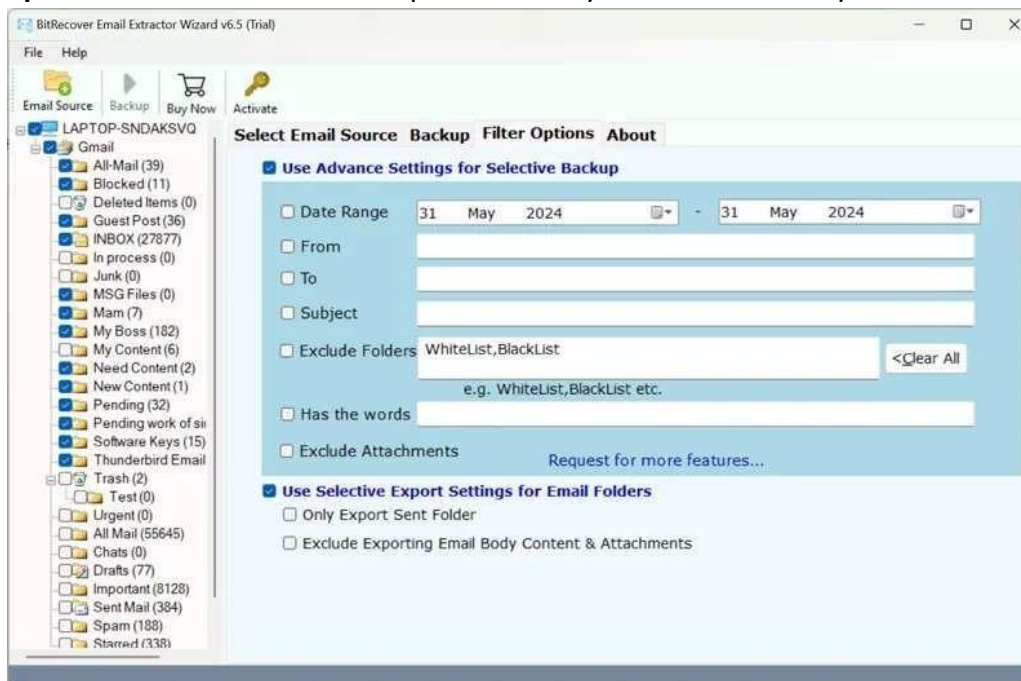 BitRecover Email Extractor Wizard v6.5 (Trial)
File Help
Email Source Backup Buy Now Activate
LAPTOP-SNDAKSVQ
Gmail
All-Mail (39)
Blocked (11)
Deleted Items (0)
Guest Post (36)
INBOX (27877)
In process (0)
Junk (0)
MSG Files (0)
Mam (7)
My Boss (182)
My Content (6)
Need Content (2)
New Content (1)
Pending (32)
Pending work of sir
Software Keys (15)
Thunderbird Email
Trash (2)
Test (0)
Urgent (0)
All Mail (55645)
Chats (0)
Drafts (77)
Important (8128)
Sent Mail (384)
Spam (188)
Starred (338)
Select Email Source Backup Filter Options About
Use Advance Settings for Selective Backup
Date Range 31 May 2024 - 31 May 2024
From
To
Subject
Exclude Folders WhiteList,BlackList <Clear All
e.g. WhiteList,BlackList etc.
Has the words
Exclude Attachments Request for more features...
Use Selective Export Settings for Email Folders
Only Export Sent Folder
Exclude Exporting Email Body Content & Attachments